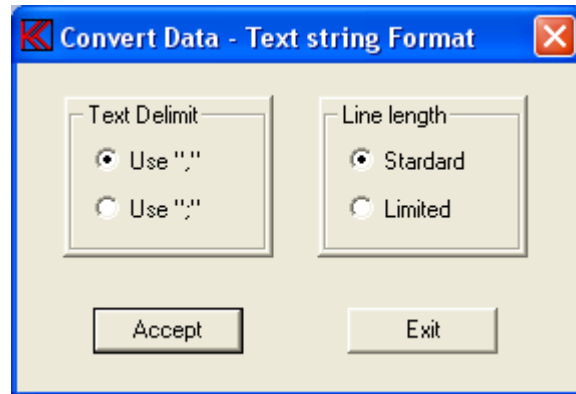 Convert Data - Text string Format
Text Delimit
Use ","
Use ";"
Line length
Stardard
Limited
Accept
Exit